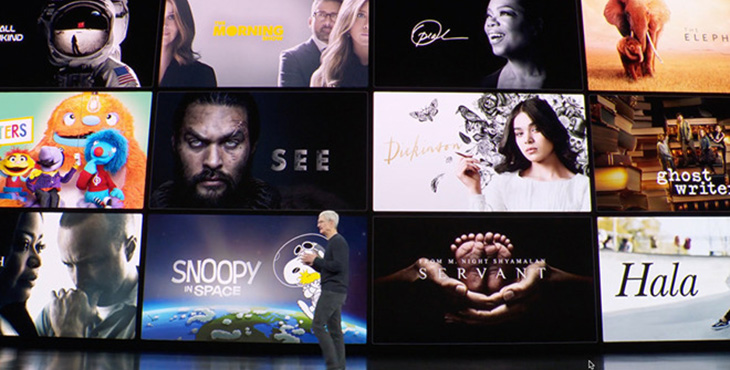 ALL
KIND
THE
MORNING
SHOW
Oprah
THE
ELEPH
TERS
SEE
Dickinson
ghost
writer
H
SNOOPY
IN SPACE
FROM M. NIGHT SHYAMALAN
SERVANT
Hala